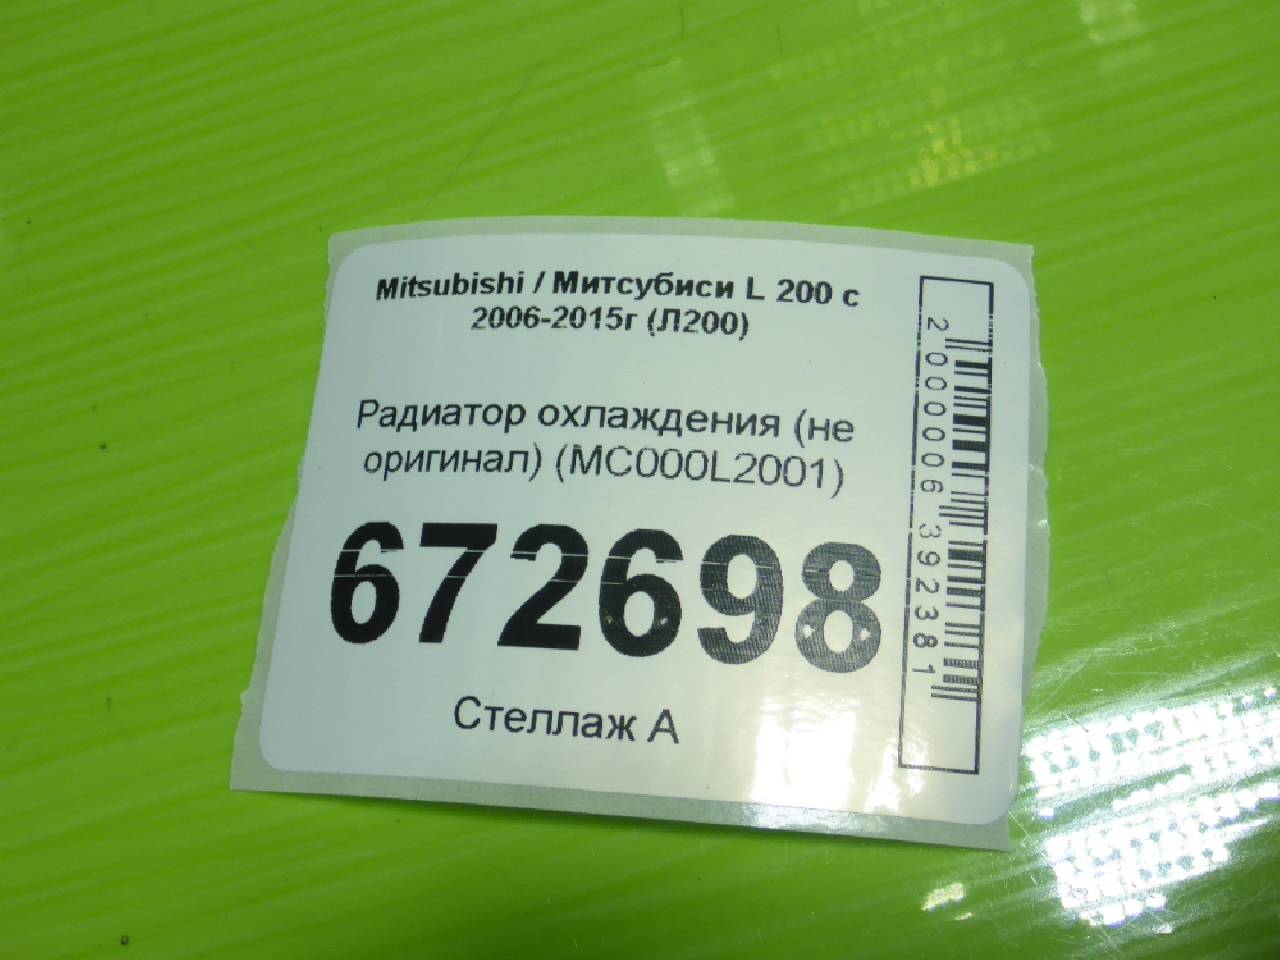 Mitsubishi / Митсубиси L 200 с
2006-2015г (Л200)
Радиатор охлаждения (не
оригинал) (MC000L2001)
672698
Стеллаж А
2 000006 392381